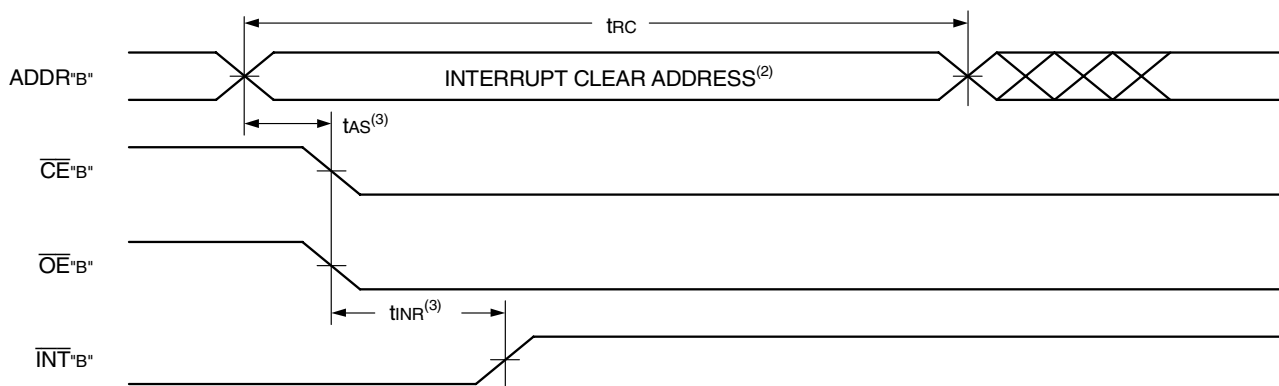 tRC
ADDR"B"
INTERRUPT CLEAR ADDRESS(2)
tAS(3)
CE"B"
OE"B"
tINR(3)
INT"B"